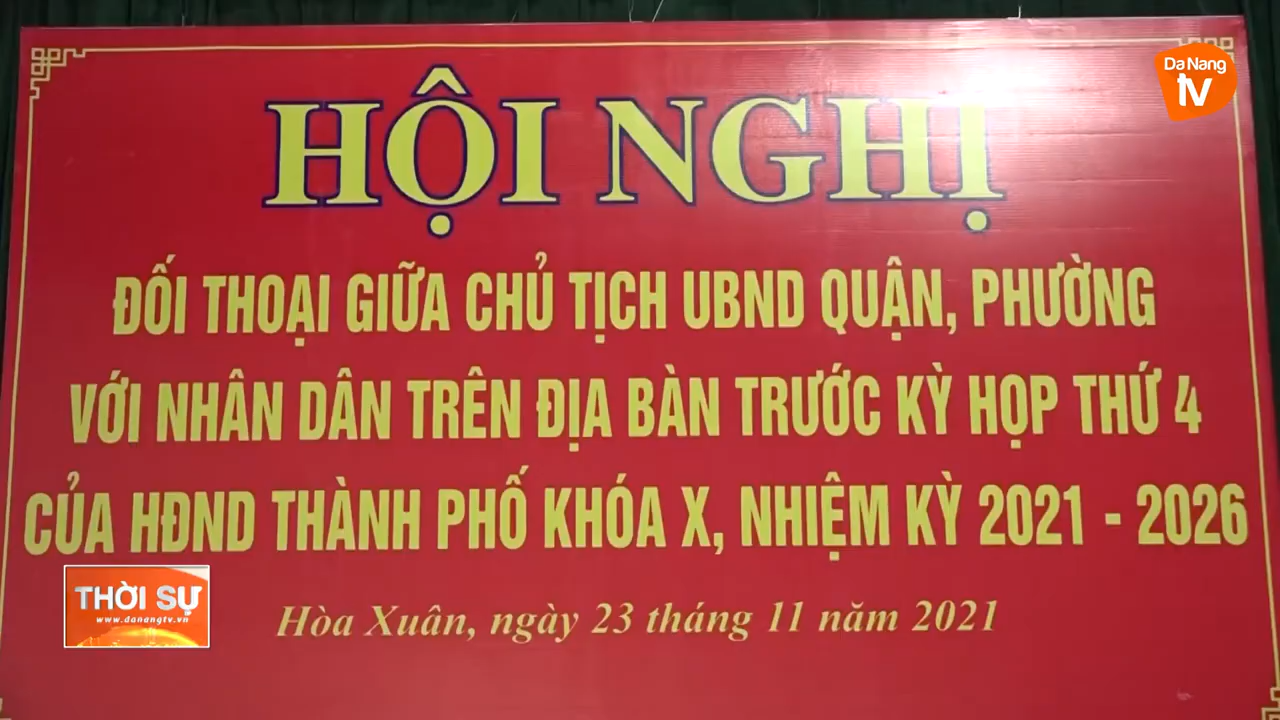 Da Nang
tv
HỘI NGHỊ
ĐỐI THOẠI GIỮA CHỦ TỊCH UBND QUẬN, PHƯỜNG
VỚI NHÂN DÂN TRÊN ĐỊA BÀN TRƯỚC KỲ HỌP THỨ 4
CỦA HĐND THÀNH PHỐ KHÓA X, NHIỆM KỲ 2021 - 2026
THỜI SỰ
www.danangtv.vn
Hòa Xuân, ngày 23 tháng 11 năm 2021